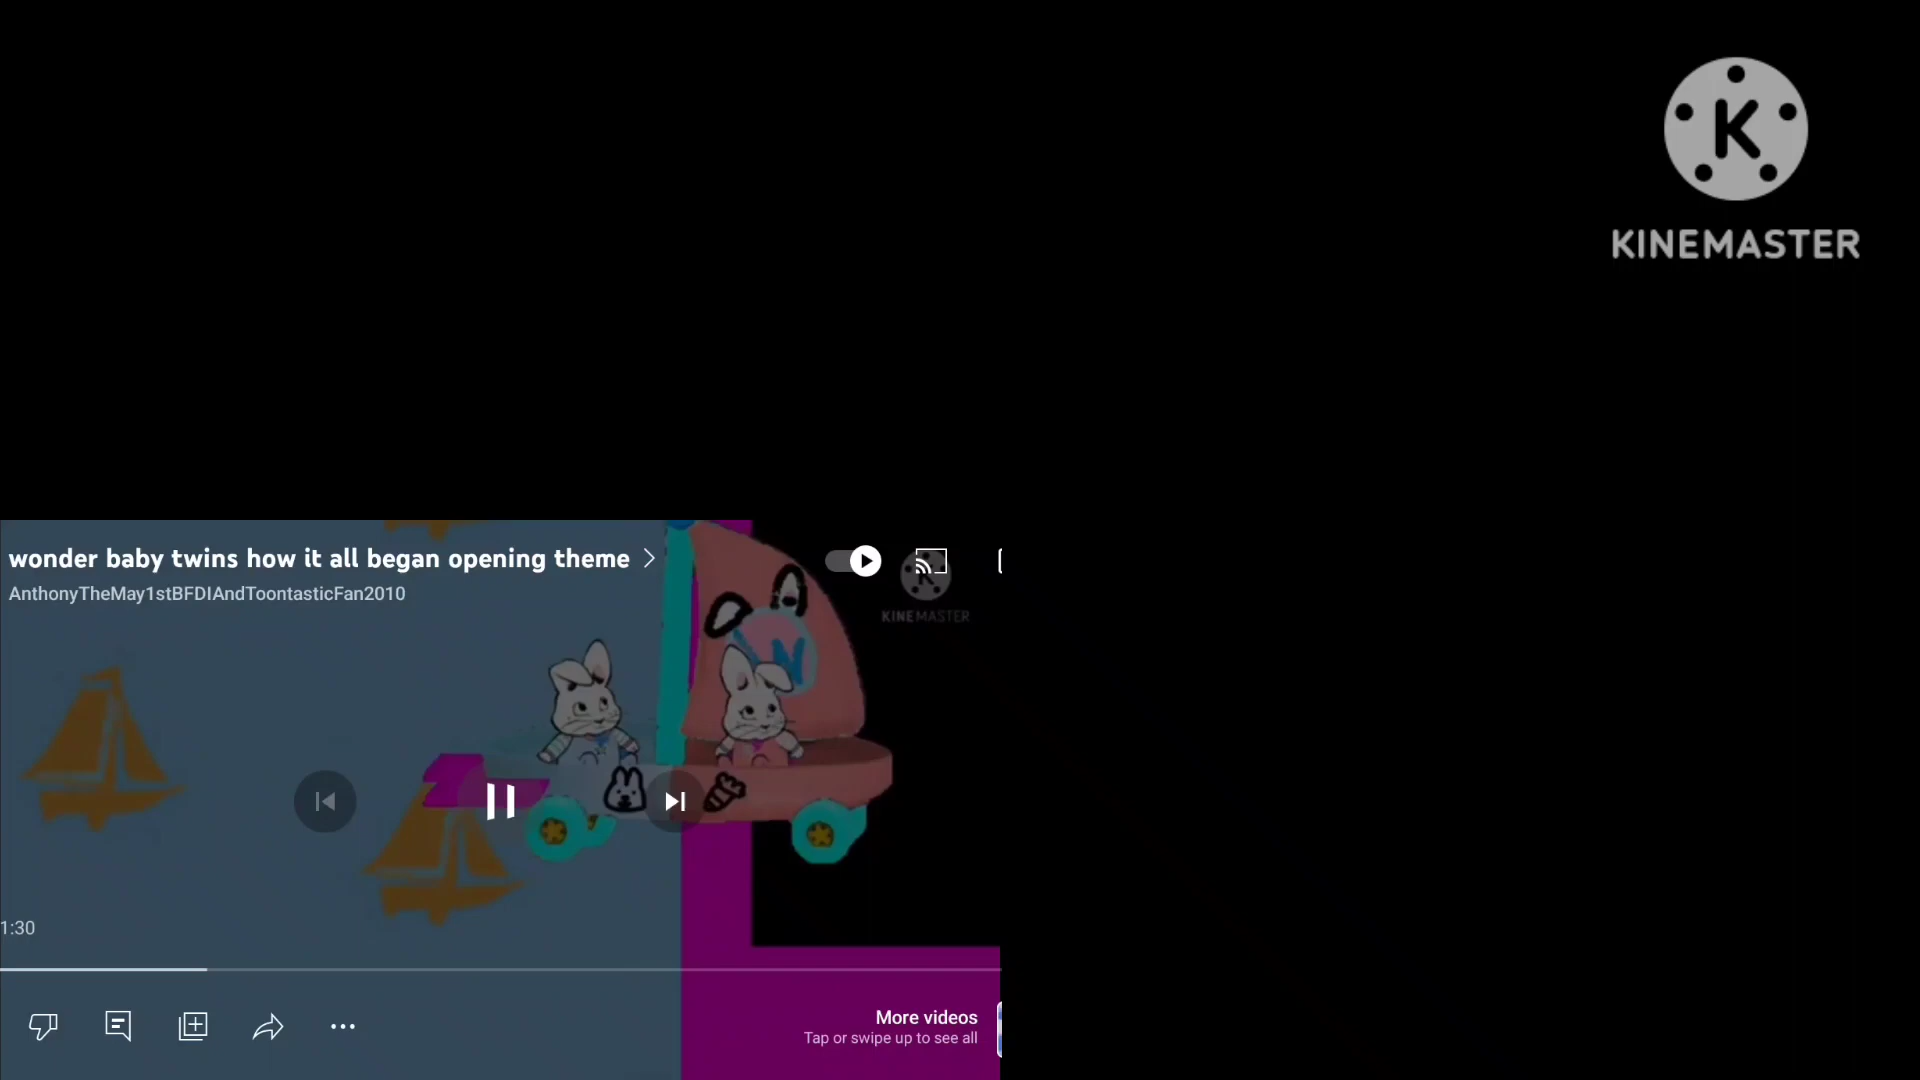 K
KINEMASTER
wonder baby twins how it all began opening theme
AnthonyTheMay1stBFDIAndToontasticFan2010
K
KINEMASTER
N
1:30
More videos
Tap or swipe up to see all